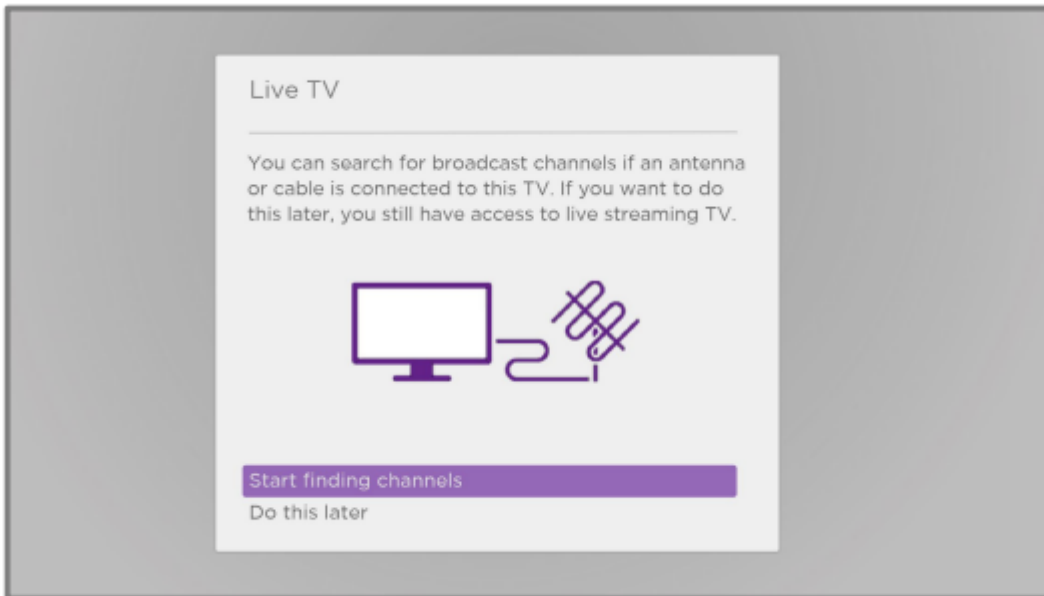 Live TV
You can search for broadcast channels if an antenna
or cable is connected to this TV. If you want to do
this later, you still have access to live streaming TV.
Start finding channels
Do this later